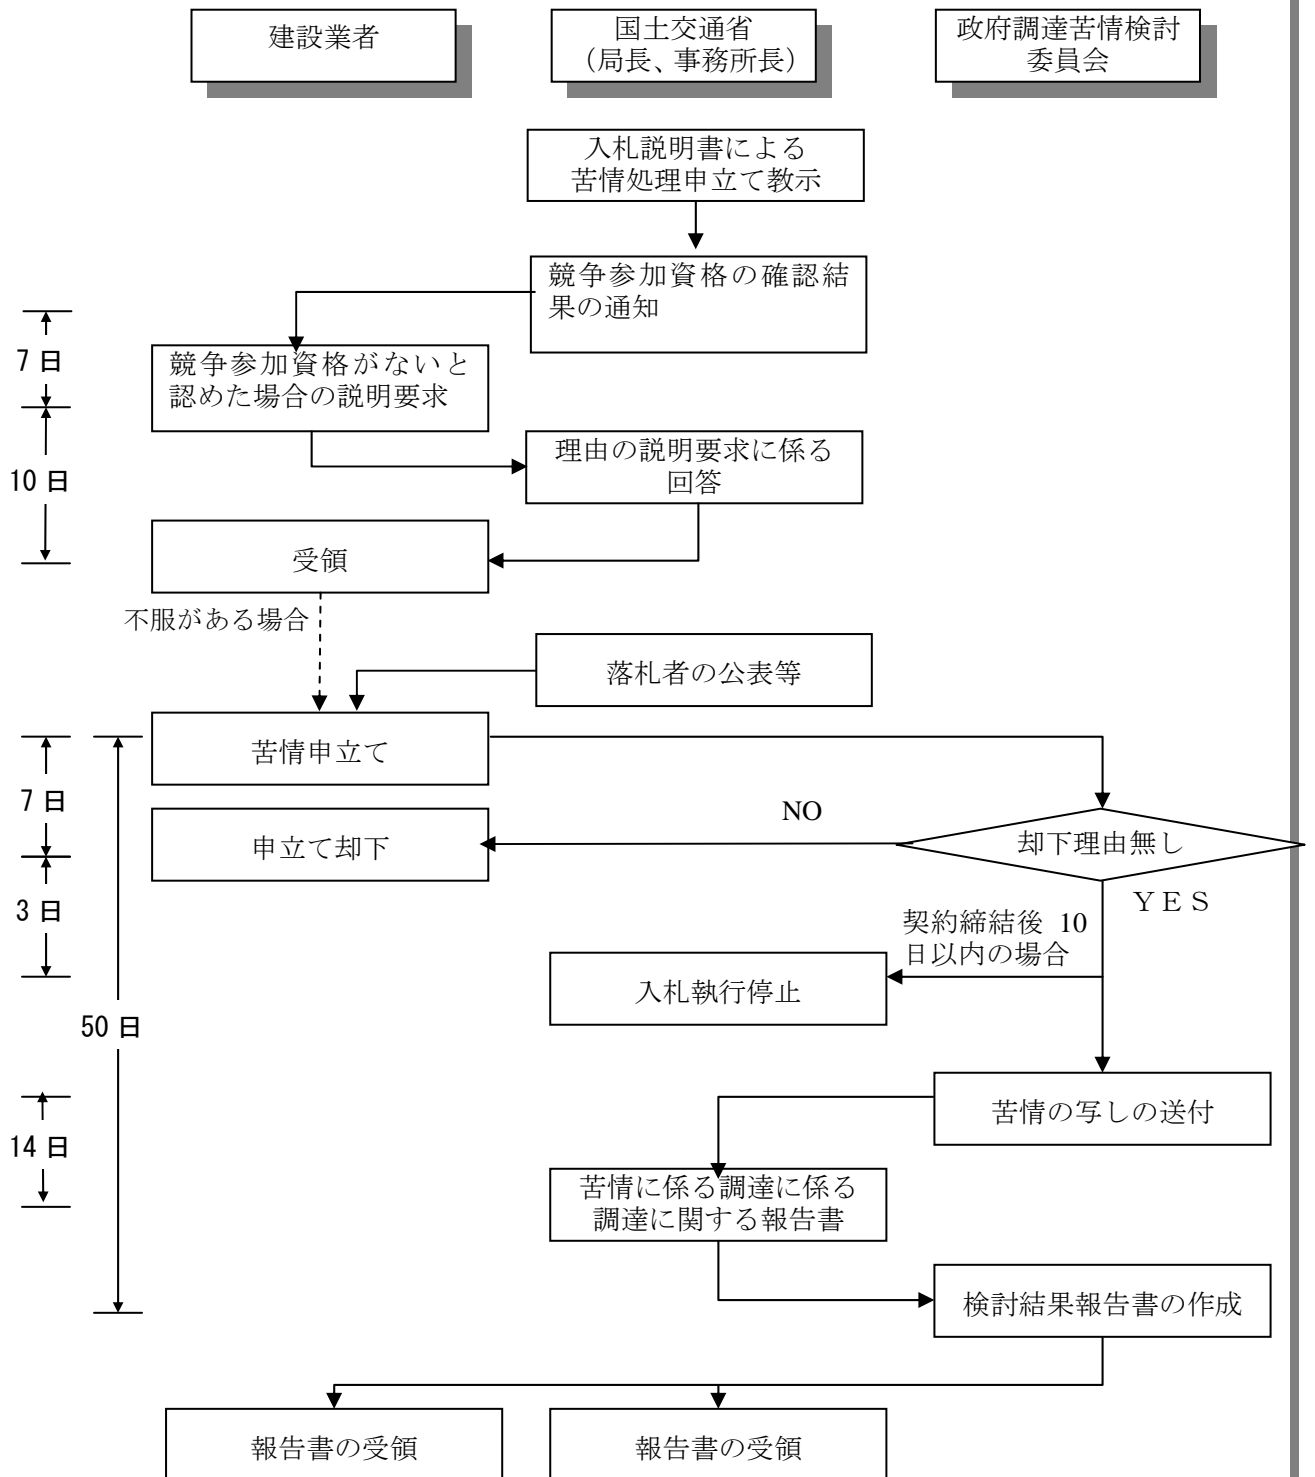 建設業者
国土交通省
（局長、事務所長）
政府調達苦情検討
委員会
入札説明書による
苦情処理申立て教示
競争参加資格の確認結
果の通知
7 日
競争参加資格がないと
認めた場合の説明要求
10 日
理由の説明要求に係る
回答
受領
不服がある場合
落札者の公表等
苦情申立て
7 日
NO
申立て却下
却下理由無し
ＹＥＳ
3 日
契約締結後 10
日以内の場合
入札執行停止
50 日
苦情の写しの送付
14 日
苦情に係る調達に係る
調達に関する報告書
検討結果報告書の作成
報告書の受領
報告書の受領